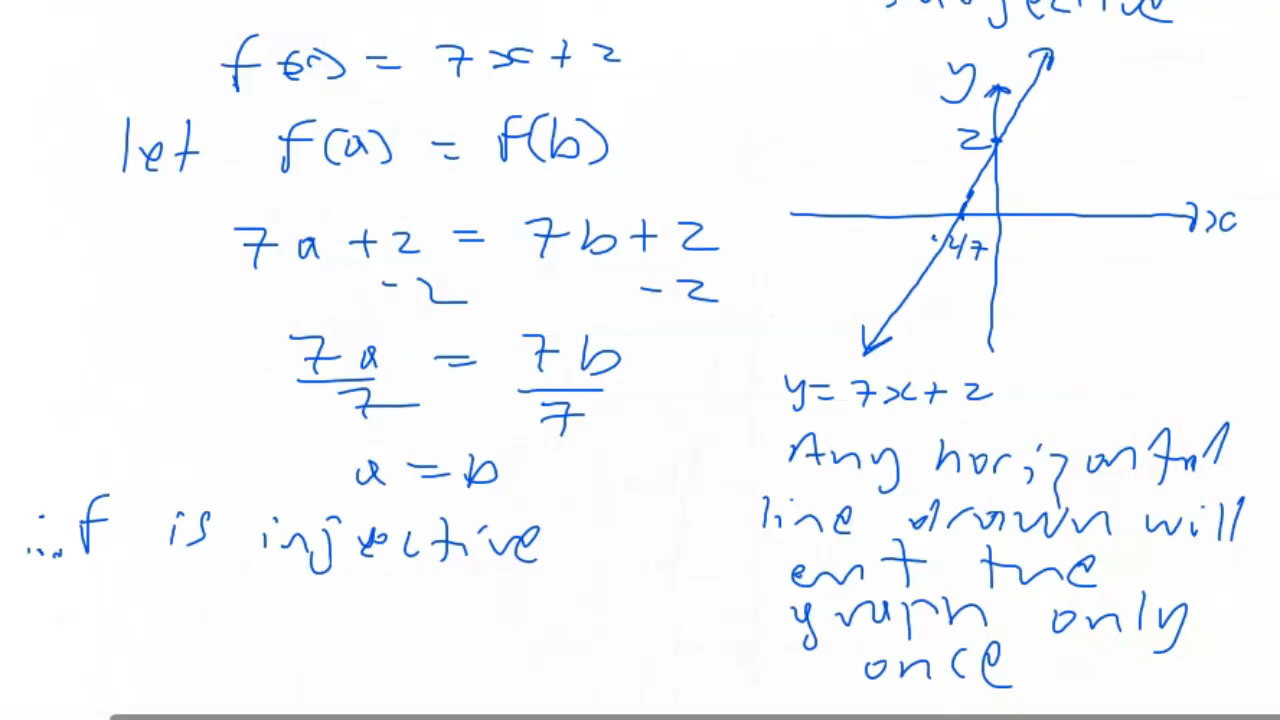 surjective
f(x) = 7x + 2
let f(a) = f(b)
7a + 2 = 7b + 2
- 2 - 2
7a = 7b
7 7
a = b
∴ f is injective
y
2
x
-2/7
y = 7x + 2
Any horizontal
line drawn will
cut the
graph only
once